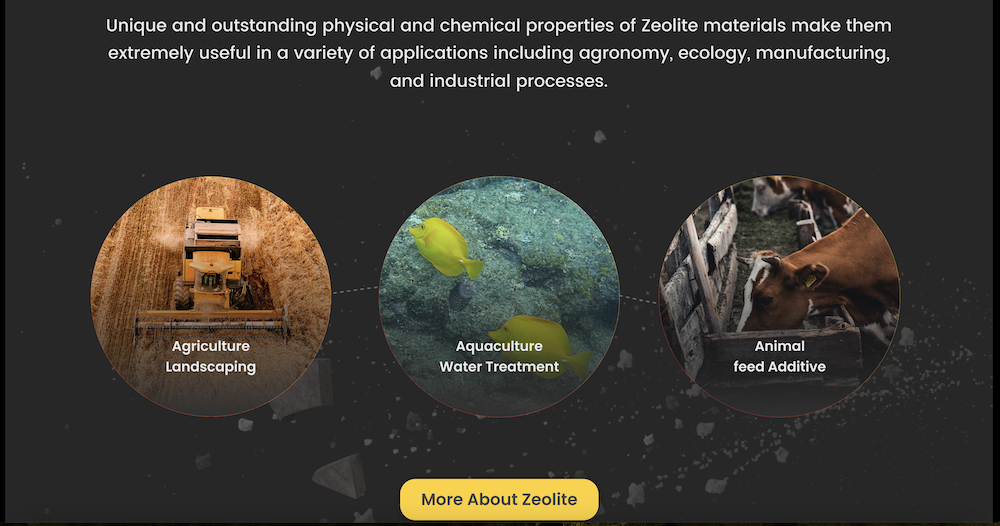 Unique and outstanding physical and chemical properties of Zeolite materials make them
extremely useful in a variety of applications including agronomy, ecology, manufacturing,
and industrial processes.
Agriculture
Landscaping
Aquaculture
Water Treatment
Animal
feed Additive
More About Zeolite